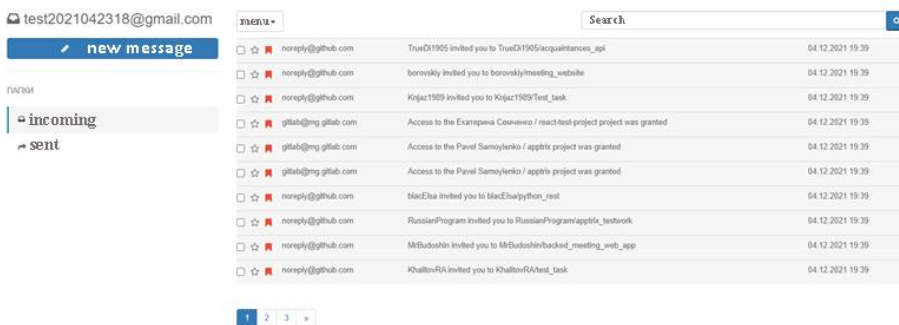 test2021042318@gmail.com
menu
Search
new message
ПАПКИ
incoming
sent
noreply@github.com TrueDi1905 invited you to TrueDi1905/acquaintances_api 04.12.2021 19:39
noreply@github.com borovskiy invited you to borovskiy/meeting_website 04.12.2021 19:39
noreply@github.com Knjaz1989 invited you to Knjaz1989/Test_task 04.12.2021 19:39
gitlab@mg.gitlab.com Access to the Екатерина Семченко / react-test-project project was granted 04.12.2021 19:39
gitlab@mg.gitlab.com Access to the Pavel Samoylenko / apptrix project was granted 04.12.2021 19:39
gitlab@mg.gitlab.com Access to the Pavel Samoylenko / apptrix project was granted 04.12.2021 19:39
noreply@github.com blacElsa invited you to blacElsa/python_rest 04.12.2021 19:39
noreply@github.com RussianProgram invited you to RussianProgram/apptrix_testwork 04.12.2021 19:39
noreply@github.com MrBudoshin invited you to MrBudoshin/backed_meeting_web_app 04.12.2021 19:39
noreply@github.com KhalitovRA invited you to KhalitovRA/test_task 04.12.2021 19:39
1 2 3 »